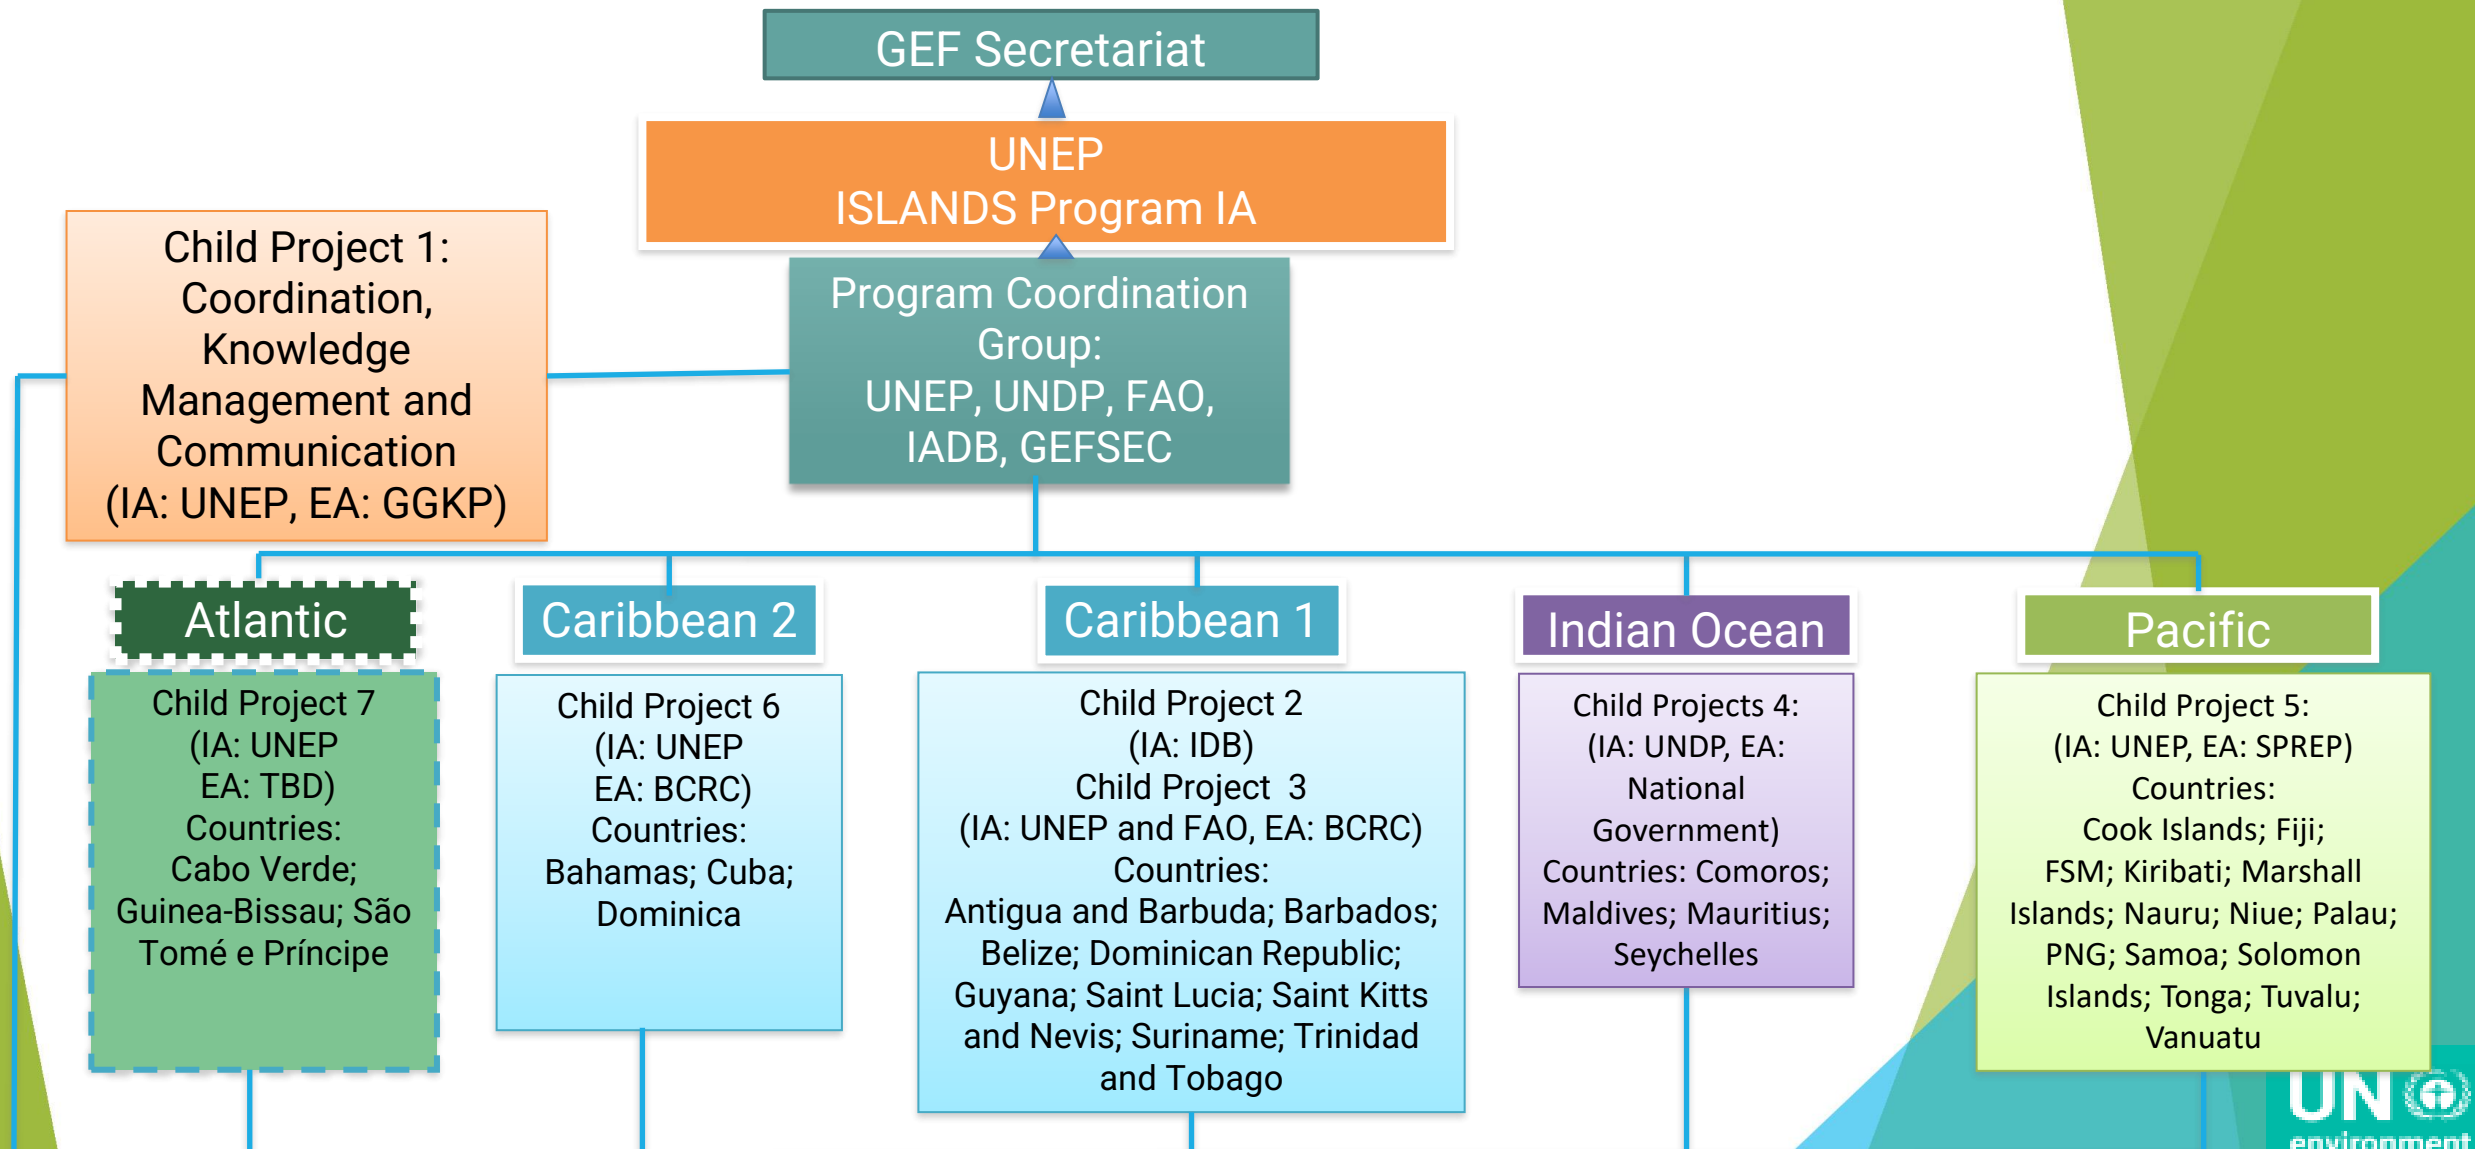 GEF Secretariat
UNEP
ISLANDS Program IA
Child Project 1:
Coordination,
Knowledge
Management and
Communication
(IA: UNEP, EA: GGKP)
Program Coordination
Group:
UNEP, UNDP, FAO,
IADB, GEFSEC
Atlantic
Child Project 7
(IA: UNEP
EA: TBD)
Countries:
Cabo Verde;
Guinea-Bissau; São
Tomé e Príncipe
Caribbean 2
Child Project 6
(IA: UNEP
EA: BCRC)
Countries:
Bahamas; Cuba;
Dominica
Caribbean 1
Child Project 2
(IA: IDB)
Child Project 3
(IA: UNEP and FAO, EA: BCRC)
Countries:
Antigua and Barbuda; Barbados;
Belize; Dominican Republic;
Guyana; Saint Lucia; Saint Kitts
and Nevis; Suriname; Trinidad
and Tobago
Indian Ocean
Child Projects 4:
(IA: UNDP, EA:
National
Government)
Countries: Comoros;
Maldives; Mauritius;
Seychelles
Pacific
Child Project 5:
(IA: UNEP, EA: SPREP)
Countries:
Cook Islands; Fiji;
FSM; Kiribati; Marshall
Islands; Nauru; Niue; Palau;
PNG; Samoa; Solomon
Islands; Tonga; Tuvalu;
Vanuatu
UN
environment